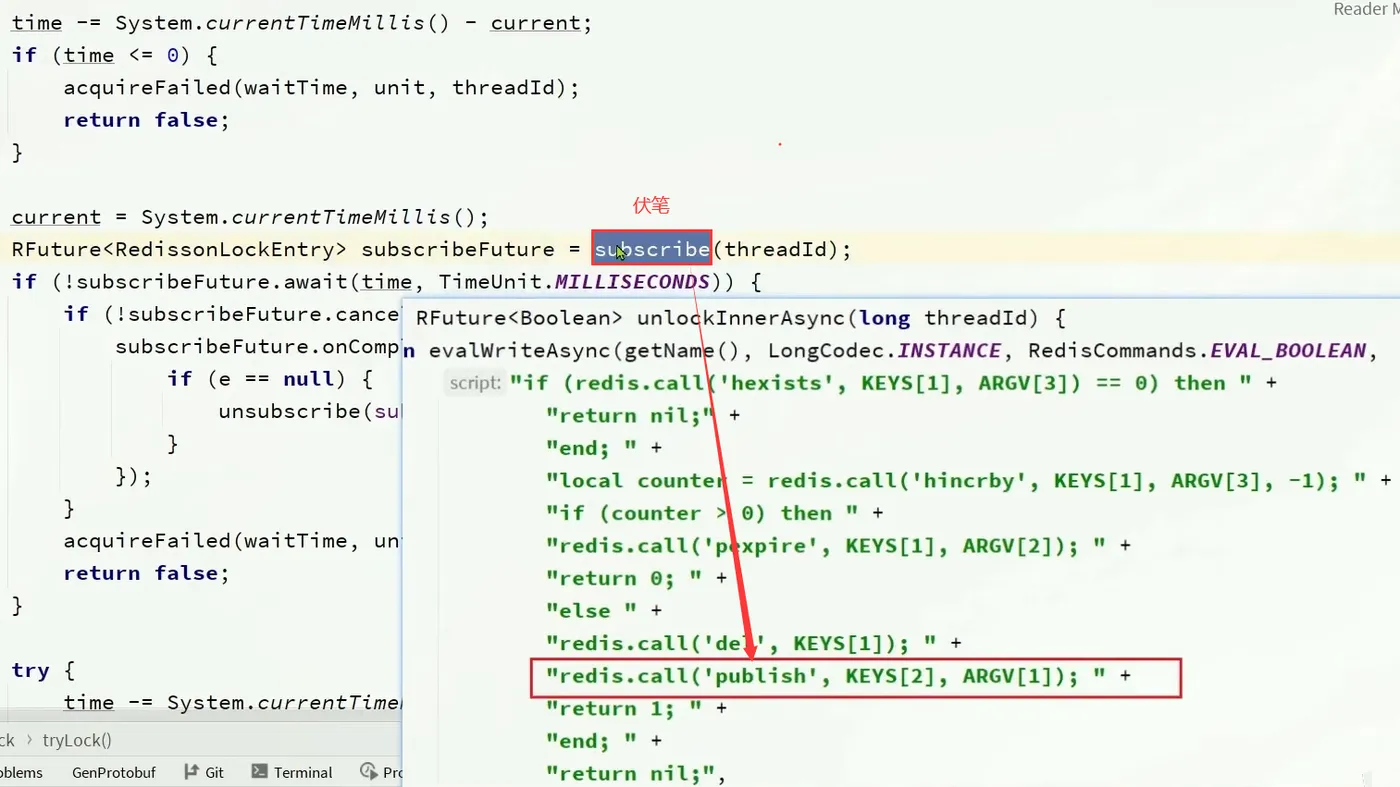 Reader M
time -= System.currentTimeMillis() - current;
if (time <= 0) {
acquireFailed(waitTime, unit, threadId);
return false;
}
伏笔
current = System.currentTimeMillis();
RFuture<RedissonLockEntry> subscribeFuture = subscribe(threadId);
if (!subscribeFuture.await(time, TimeUnit.MILLISECONDS)) {
if (!subscribeFuture.cance
subscribeFuture.onComp
if (e == null) {
unsubscribe(su
}
});
}
acquireFailed(waitTime, un
return false;
}
try {
time -= System.currentTime
RFuture<Boolean> unlockInnerAsync(long threadId) {
n evalWriteAsync(getName(), LongCodec.INSTANCE, RedisCommands.EVAL_BOOLEAN,
script: "if (redis.call('hexists', KEYS[1], ARGV[3]) == 0) then " +
"return nil;" +
"end; " +
"local counter = redis.call('hincrby', KEYS[1], ARGV[3], -1); " +
"if (counter > 0) then " +
"redis.call('pexpire', KEYS[1], ARGV[2]); " +
"return 0; " +
"else " +
"redis.call('del', KEYS[1]); " +
"redis.call('publish', KEYS[2], ARGV[1]); " +
"return 1; " +
"end; " +
"return nil;",
ck › tryLock()
oblems GenProtobuf Git Terminal Pro